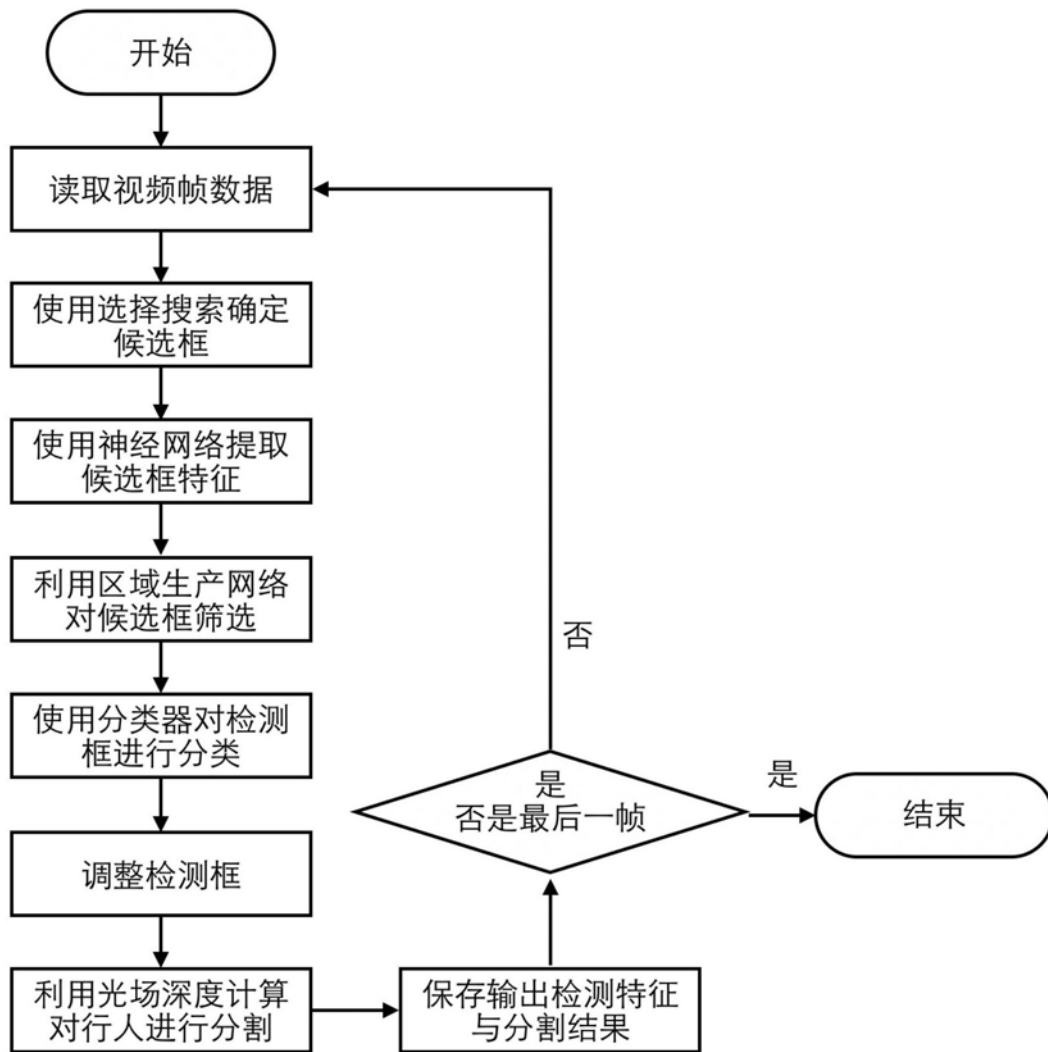 开始
读取视频帧数据
使用选择搜索确定
候选框
使用神经网络提取
候选框特征
利用区域生产网络
对候选框筛选
使用分类器对检测
框进行分类
调整检测框
利用光场深度计算
对行人进行分割
保存输出检测特征
与分割结果
是
否是最后一帧
否
是
结束